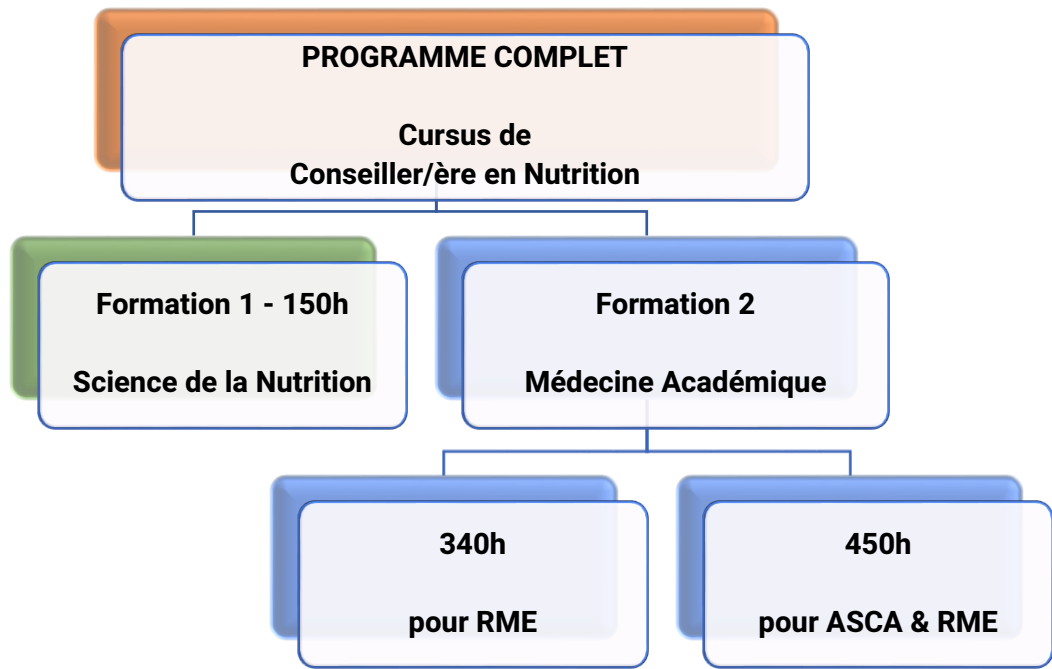 PROGRAMME COMPLET
Cursus de
Conseiller/ère en Nutrition
Formation 1 - 150h
Science de la Nutrition
Formation 2
Médecine Académique
340h
pour RME
450h
pour ASCA & RME